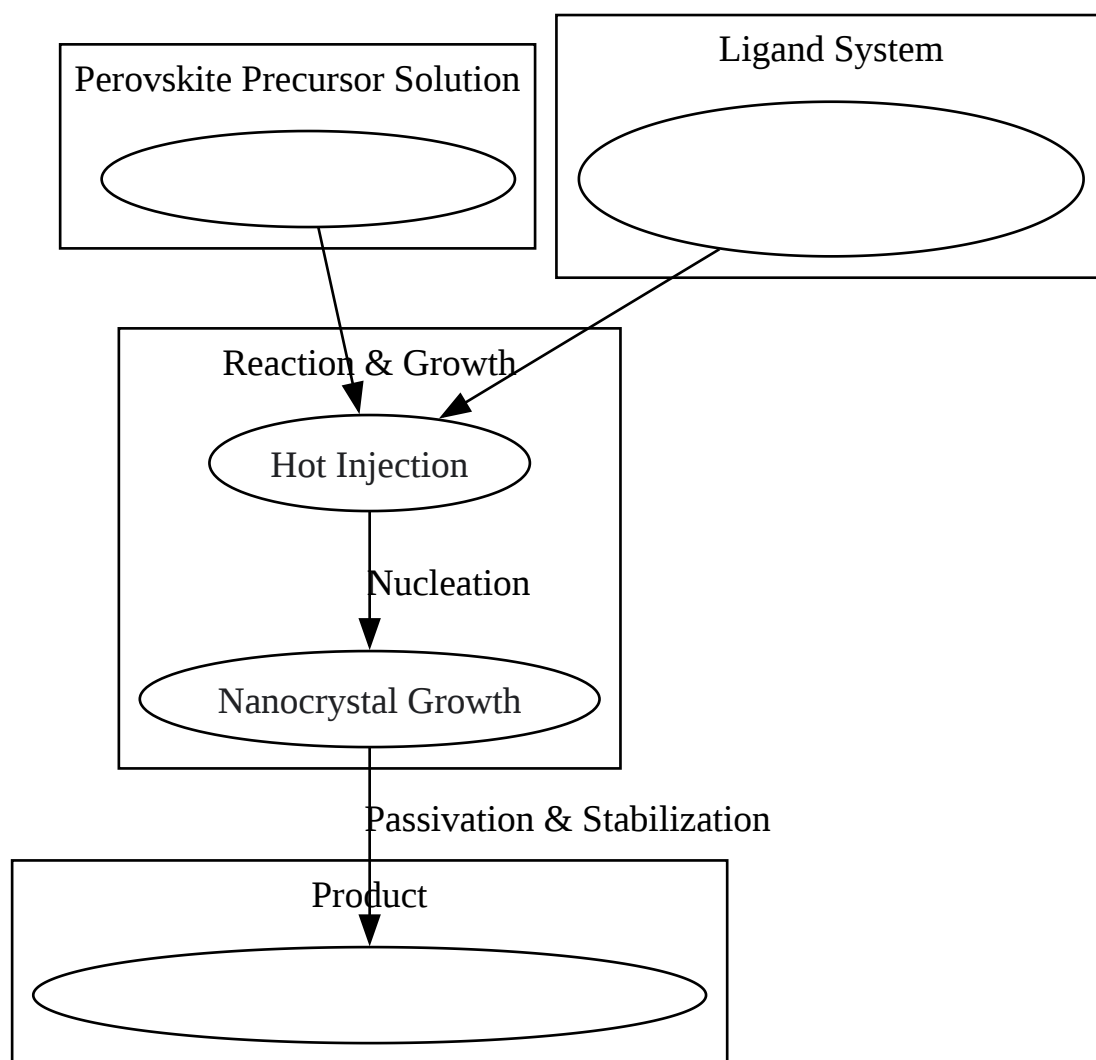 Perovskite Precursor Solution
Ligand System
Reaction & Growth
Hot Injection
Nucleation
Nanocrystal Growth
Passivation & Stabilization
Product